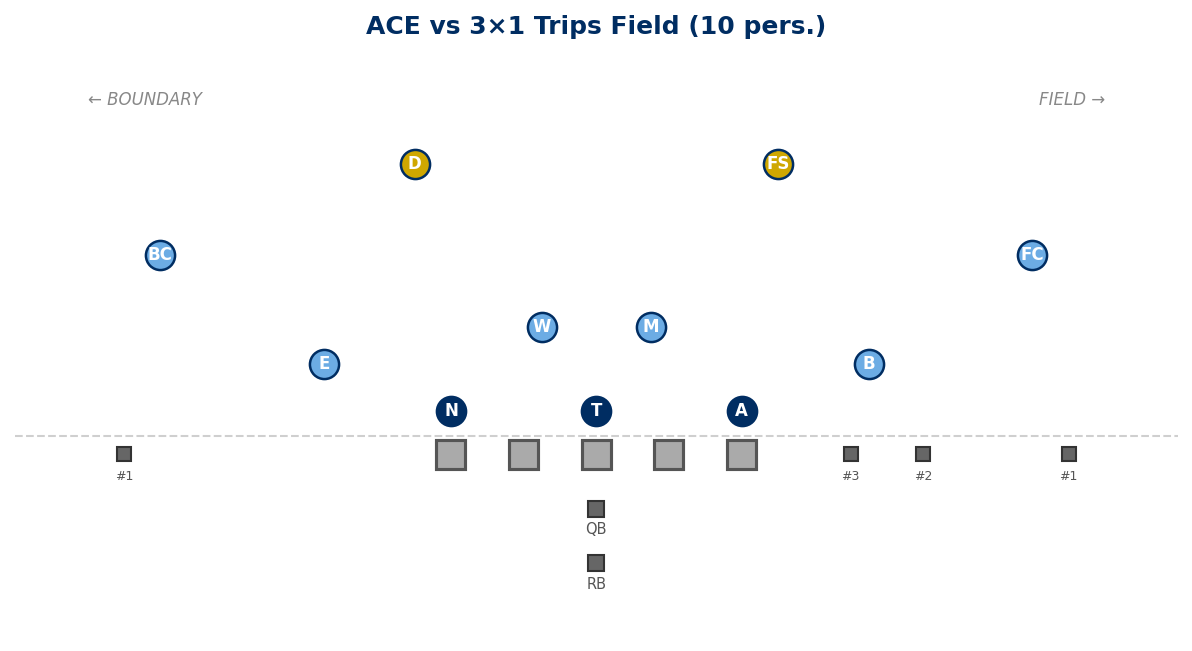 ACE vs 3×1 Trips Field (10 pers.)
← BOUNDARY
FIELD →
D
FS
BC
FC
W
M
E
B
N
T
A
#1
#3
#2
#1
QB
RB